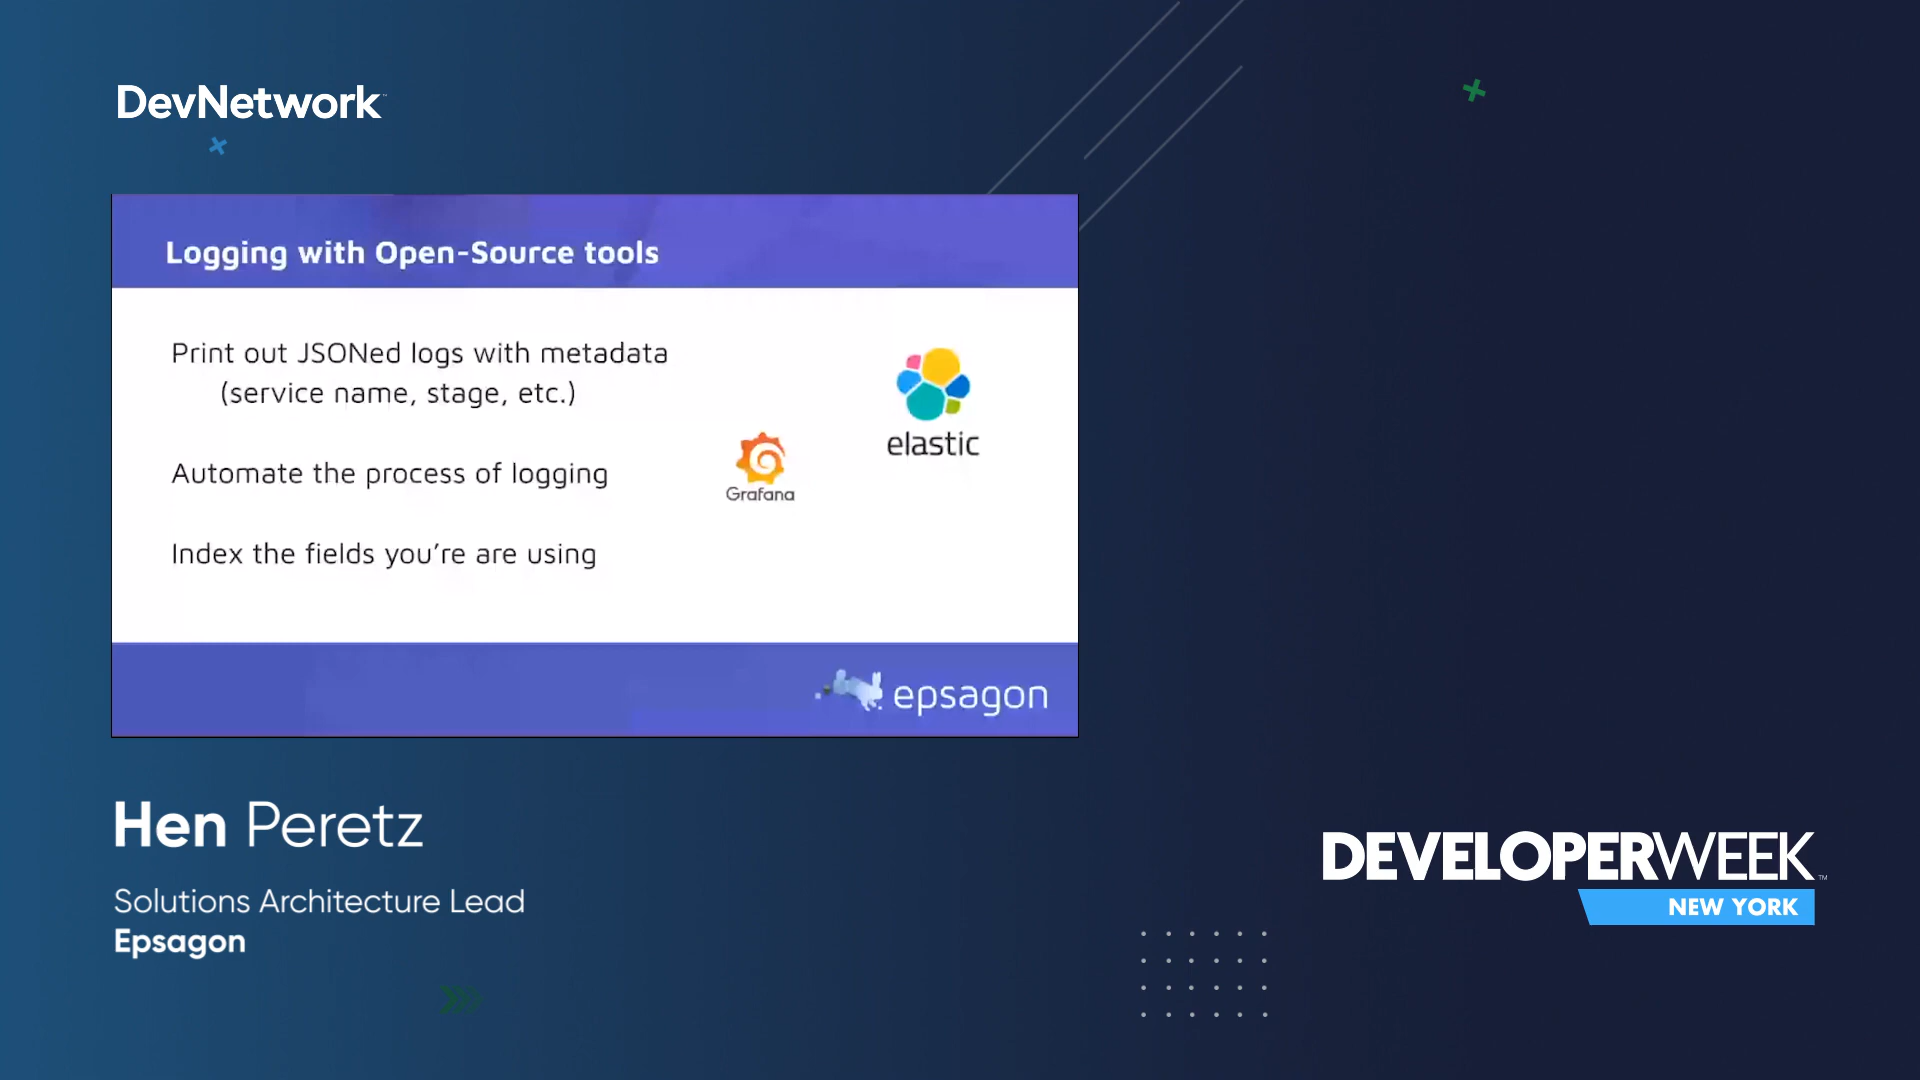 DevNetwork
Logging with Open-Source tools
Print out JSONed logs with metadata
(service name, stage, etc.)
Automate the process of logging
Index the fields you're are using
elastic
Grafana
epsagon
Hen Peretz
Solutions Architecture Lead
Epsagon
DEVELOPERWEEK™
NEW YORK